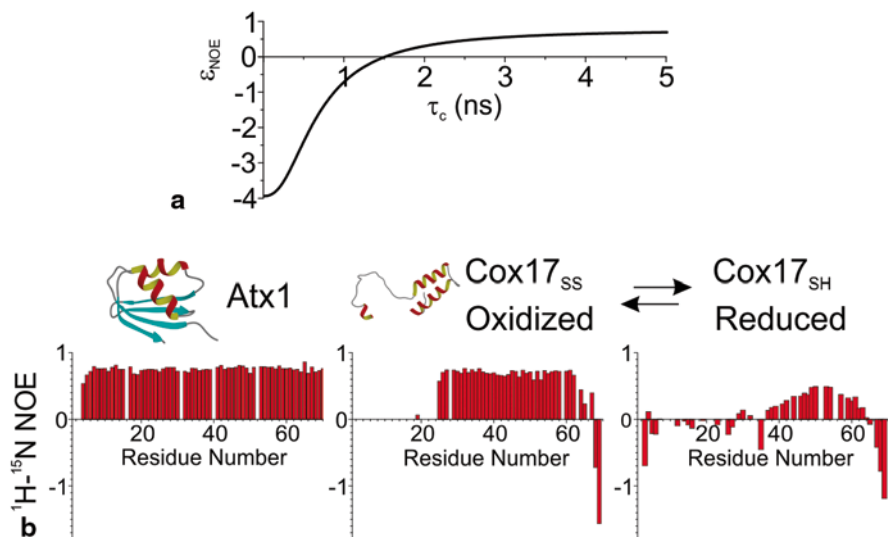 1
0
-1
-2
-3
-4
ε_NOE
1 2 3 4 5
τ_c (ns)
a
Atx1
Cox17_SS
Oxidized
Cox17_SH
Reduced
¹H-¹⁵N NOE
1
0
-1
20 40 60
Residue Number
1
0
-1
20 40 60
Residue Number
1
0
-1
20 40 60
Residue Number
b